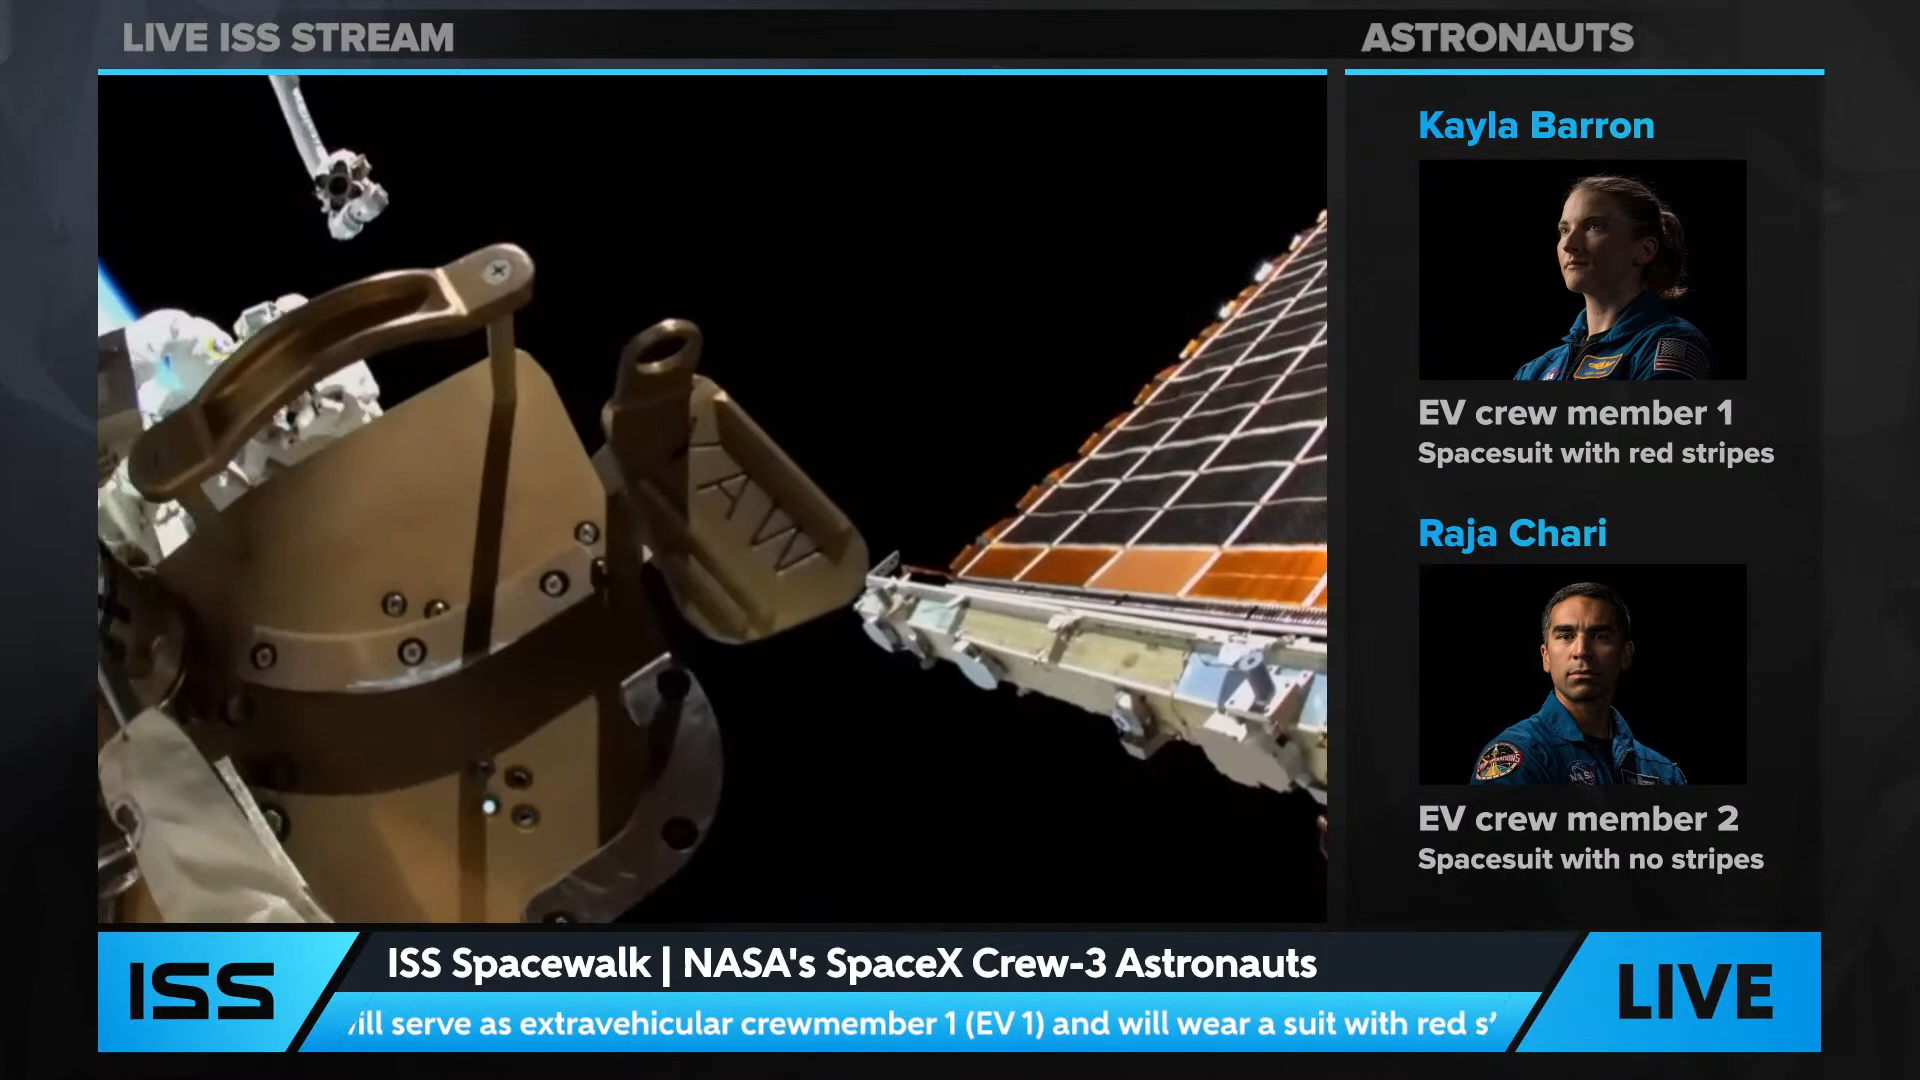 LIVE ISS STREAM
ASTRONAUTS
YAW
Kayla Barron
EV crew member 1
Spacesuit with red stripes
Raja Chari
NASA
EV crew member 2
Spacesuit with no stripes
ISS
ISS Spacewalk | NASA's SpaceX Crew-3 Astronauts
ill serve as extravehicular crewmember 1 (EV 1) and will wear a suit with red s
LIVE